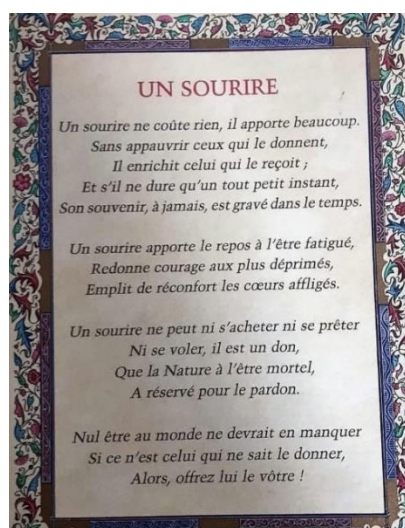 UN SOURIRE
Un sourire ne coûte rien, il apporte beaucoup.
Sans appauvrir ceux qui le donnent,
Il enrichit celui qui le reçoit ;
Et s'il ne dure qu'un tout petit instant,
Son souvenir, à jamais, est gravé dans le temps.
Un sourire apporte le repos à l'être fatigué,
Redonne courage aux plus déprimés,
Emplit de réconfort les cœurs affligés.
Un sourire ne peut ni s'acheter ni se prêter
Ni se voler, il est un don,
Que la Nature à l'être mortel,
A réservé pour le pardon.
Nul être au monde ne devrait en manquer
Si ce n'est celui qui ne sait le donner,
Alors, offrez lui le vôtre !